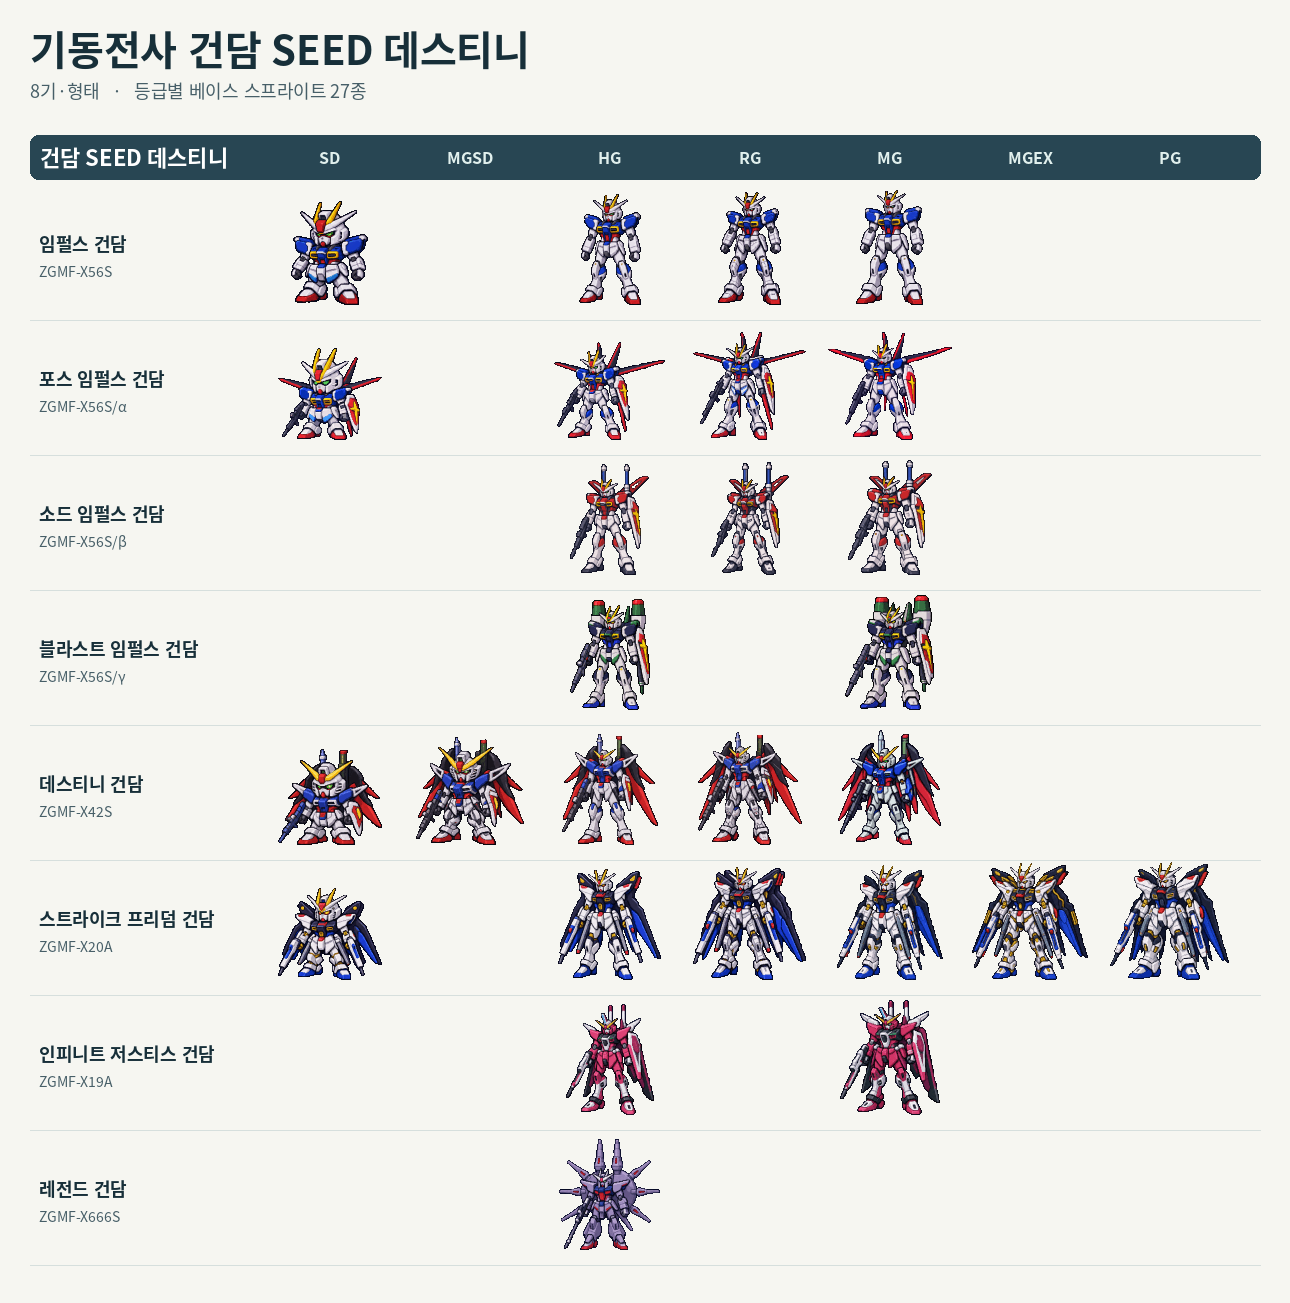 기동전사 건담 SEED 데스티니
8기·형태 · 등급별 베이스 스프라이트 27종
건담 SEED 데스티니 SD MGSD HG RG MG MGEX PG
임펄스 건담
ZGMF-X56S
포스 임펄스 건담
ZGMF-X56S/α
소드 임펄스 건담
ZGMF-X56S/β
블라스트 임펄스 건담
ZGMF-X56S/γ
데스티니 건담
ZGMF-X42S
스트라이크 프리덤 건담
ZGMF-X20A
인피니트 저스티스 건담
ZGMF-X19A
레전드 건담
ZGMF-X666S